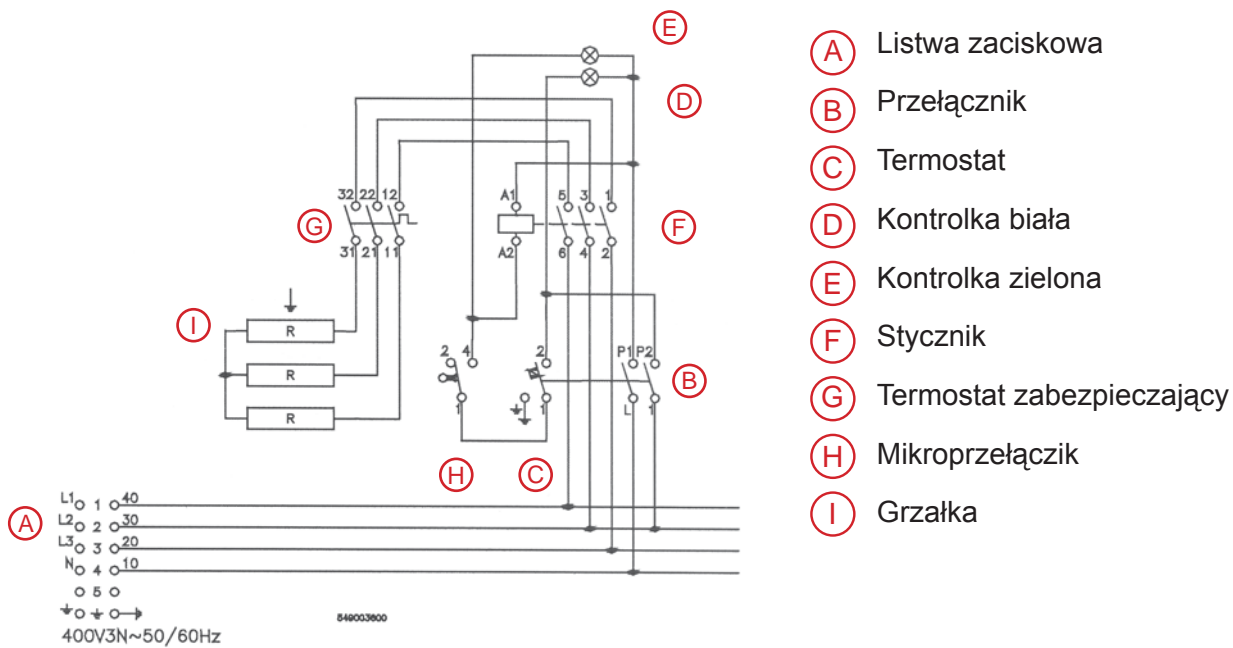 E
D
32 22 12
A1
5 3 1
G
F
31 21 11
A2
6 4 2
I
R
R
R
2 4
2
P1 P2
B
1
1
L 1
H
C
A
L1 1 40
L2 2 30
L3 3 20
N 4 10
5
549003600
400V3N~50/60Hz
A Listwa zaciskowa
B Przełącznik
C Termostat
D Kontrolka biała
E Kontrolka zielona
F Stycznik
G Termostat zabezpieczający
H Mikroprzełączik
I Grzałka